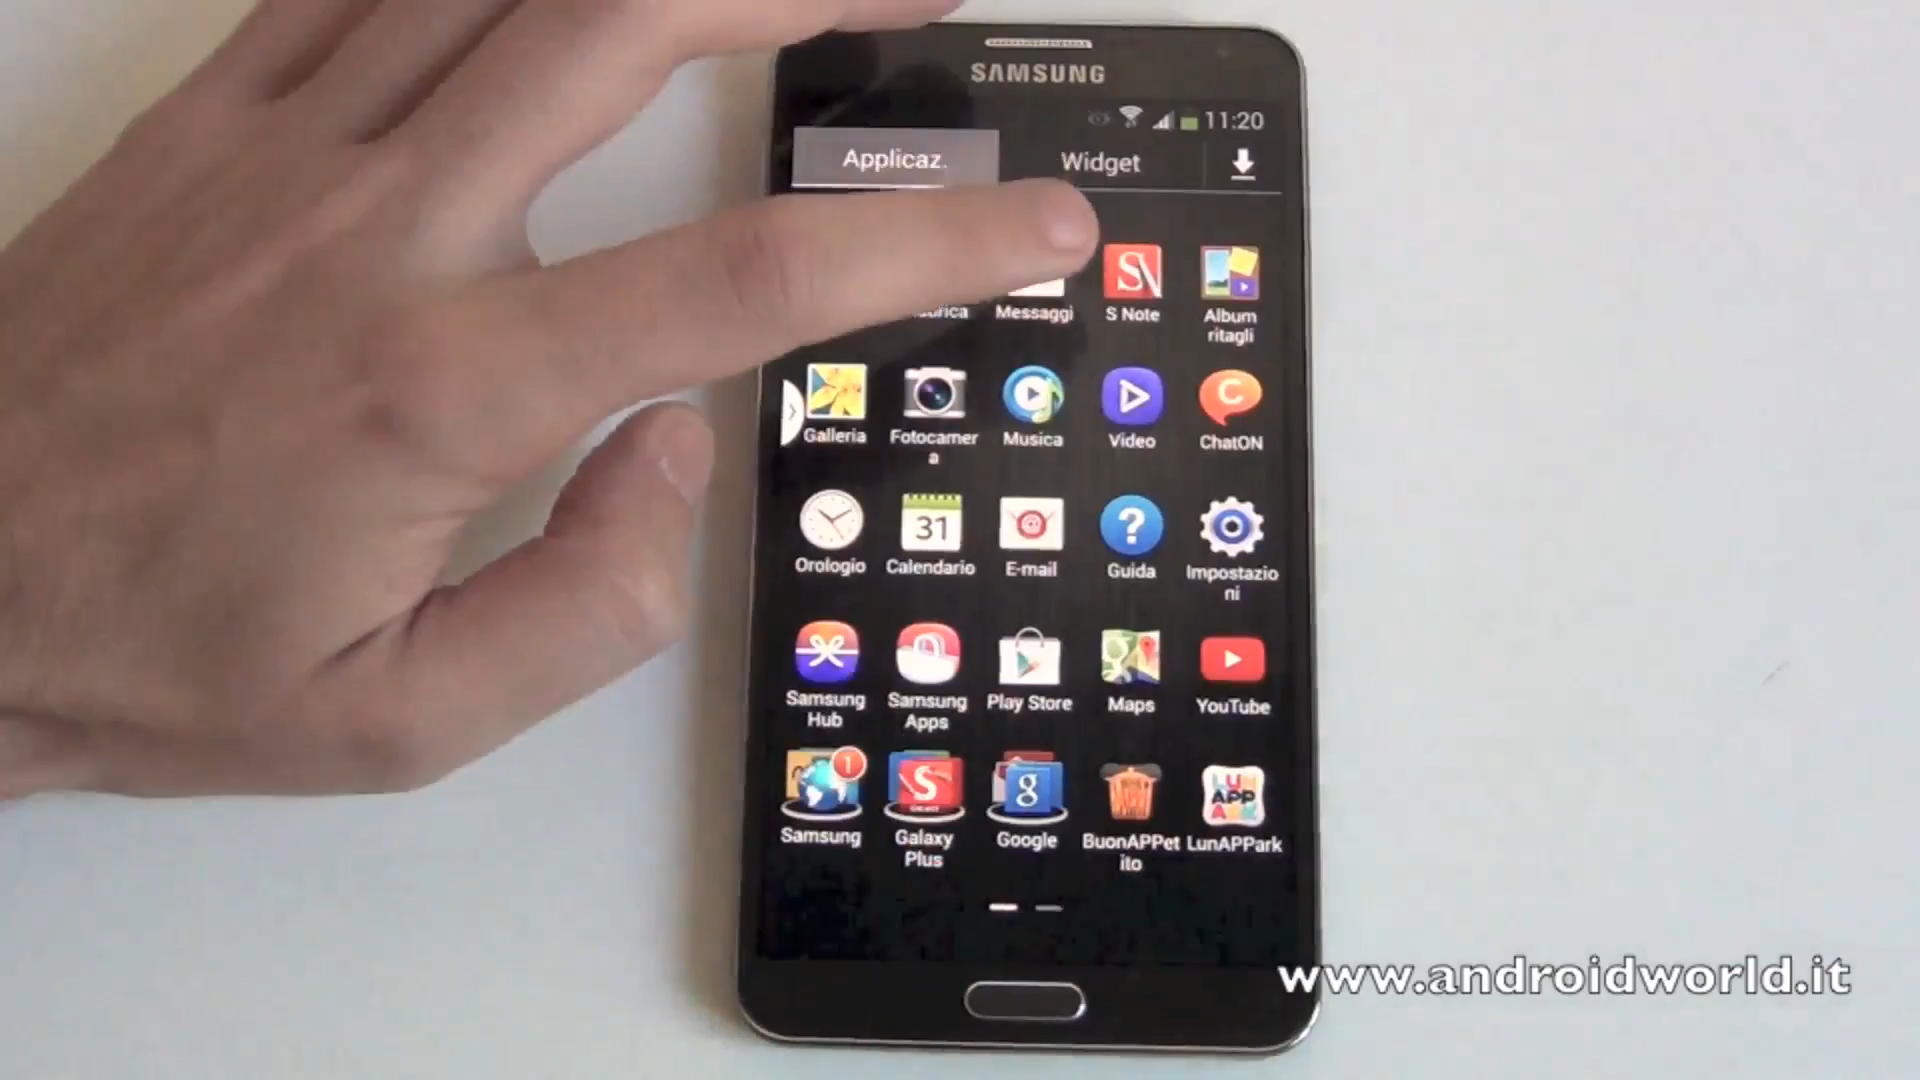 SAMSUNG
11:20
Applicaz.
Widget
Messaggi
S Note
Album
ritagli
Galleria
Fotocamer
a
Musica
Video
C
ChatON
31
?
Orologio
Calendario
E-mail
Guida
Impostazio
ni
Samsung
Hub
Samsung
Apps
Play Store
Maps
YouTube
1
S
g
LUN
APP
Samsung
Galaxy
Plus
Google
BuonAPPet
ito
LunAPPark
www.androidworld.it